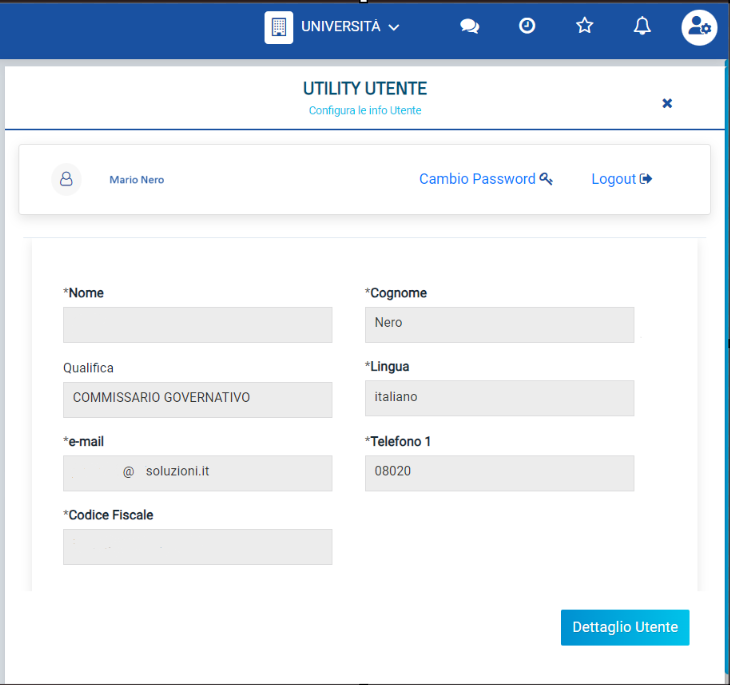 UNIVERSITÀ
UTILITY UTENTE
Configura le info Utente
Mario Nero
Cambio Password
Logout
*Nome
*Cognome
Nero
Qualifica
*Lingua
COMMISSARIO GOVERNATIVO
italiano
*e-mail
*Telefono 1
@ soluzioni.it
08020
*Codice Fiscale
Dettaglio Utente